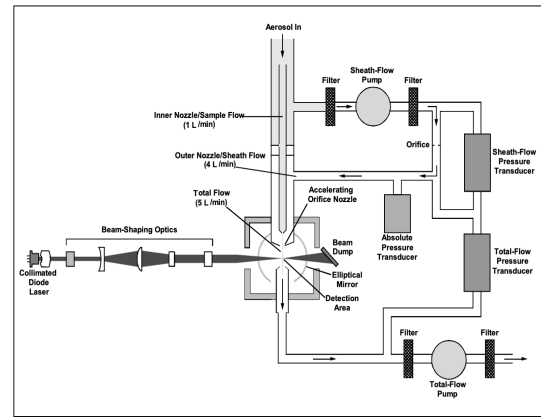 Aerosol In
Sheath-Flow
Pump
Filter
Filter
Inner Nozzle/Sample Flow
(1 L/min)
Orifice
Outer Nozzle/Sheath Flow
(4 L/min)
Sheath-Flow
Pressure
Transducer
Total Flow
(5 L/min)
Accelerating
Orifice Nozzle
Absolute
Pressure
Transducer
Beam-Shaping Optics
Beam
Dump
Total-Flow
Pressure
Transducer
Collimated
Diode
Laser
Elliptical
Mirror
Detection
Area
Filter
Filter
Total-Flow
Pump